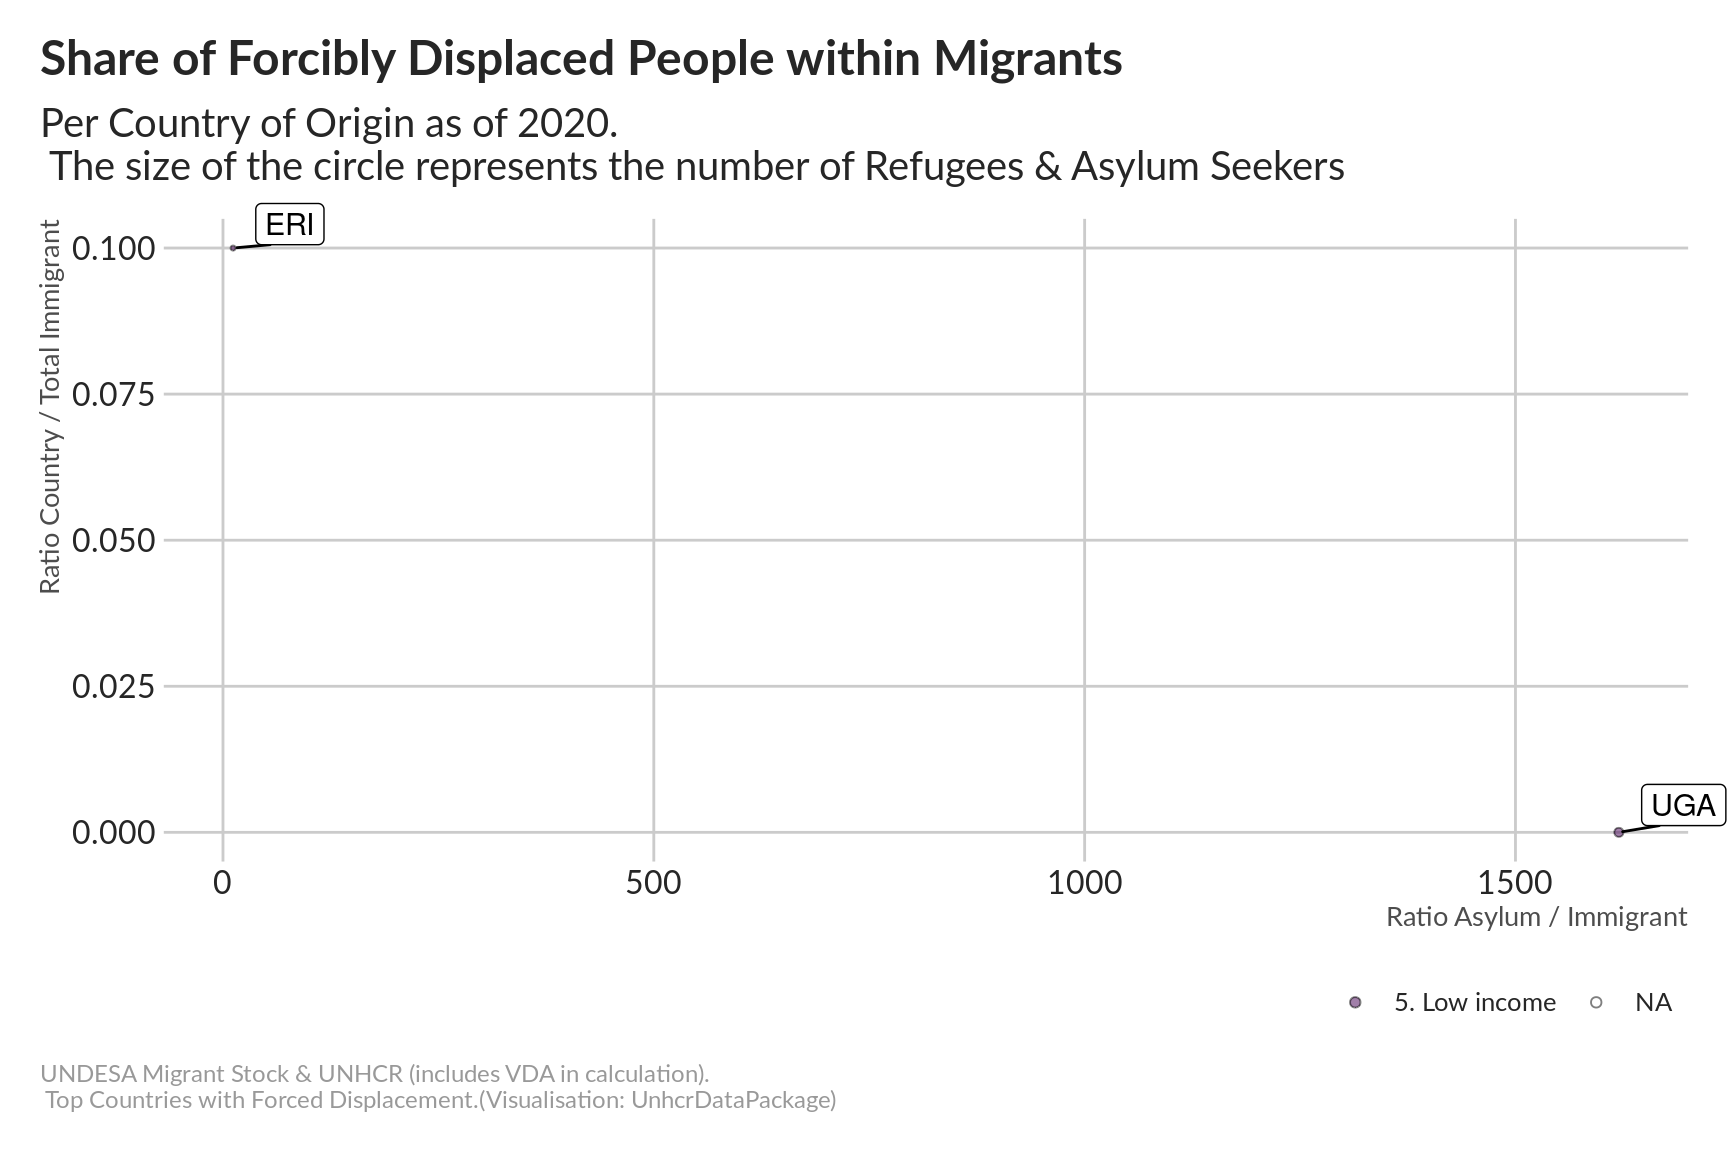 Share of Forcibly Displaced People within Migrants
Per Country of Origin as of 2020.
The size of the circle represents the number of Refugees & Asylum Seekers
Ratio Country / Total Immigrant
0.100
0.075
0.050
0.025
0.000
ERI
UGA
0 500 1000 1500
Ratio Asylum / Immigrant
5. Low income NA
UNDESA Migrant Stock & UNHCR (includes VDA in calculation).
Top Countries with Forced Displacement.(Visualisation: UnhcrDataPackage)